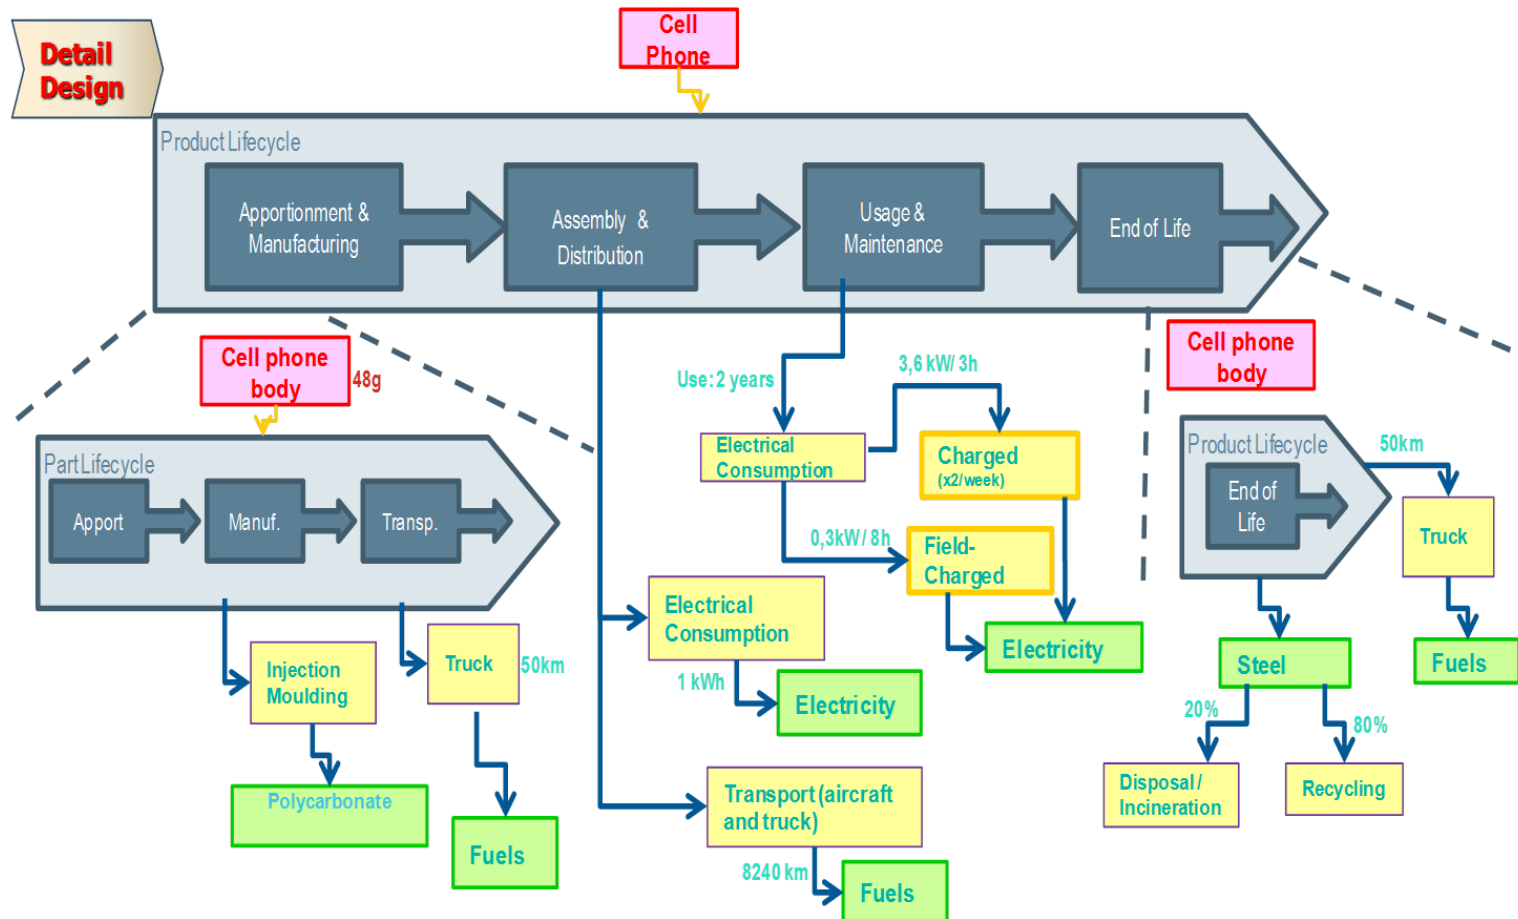 Cell
Phone
Detail
Design
Product Lifecycle
Apportionment &
Manufacturing
Assembly &
Distribution
Usage &
Maintenance
End of Life
Cell phone
body
48g
Part Lifecycle
Apport
Manuf.
Transp.
Injection
Moulding
Polycarbonate
Truck
50km
Fuels
Use: 2 years
3,6 kW/ 3h
Electrical
Consumption
Charged
(x2/week)
0,3kW/ 8h
Field-
Charged
Electricity
Electrical
Consumption
1 kWh
Electricity
Transport (aircraft
and truck)
8240 km
Fuels
Cell phone
body
Product Lifecycle
End of
Life
50km
Truck
Fuels
Steel
20%
80%
Disposal /
Incineration
Recycling